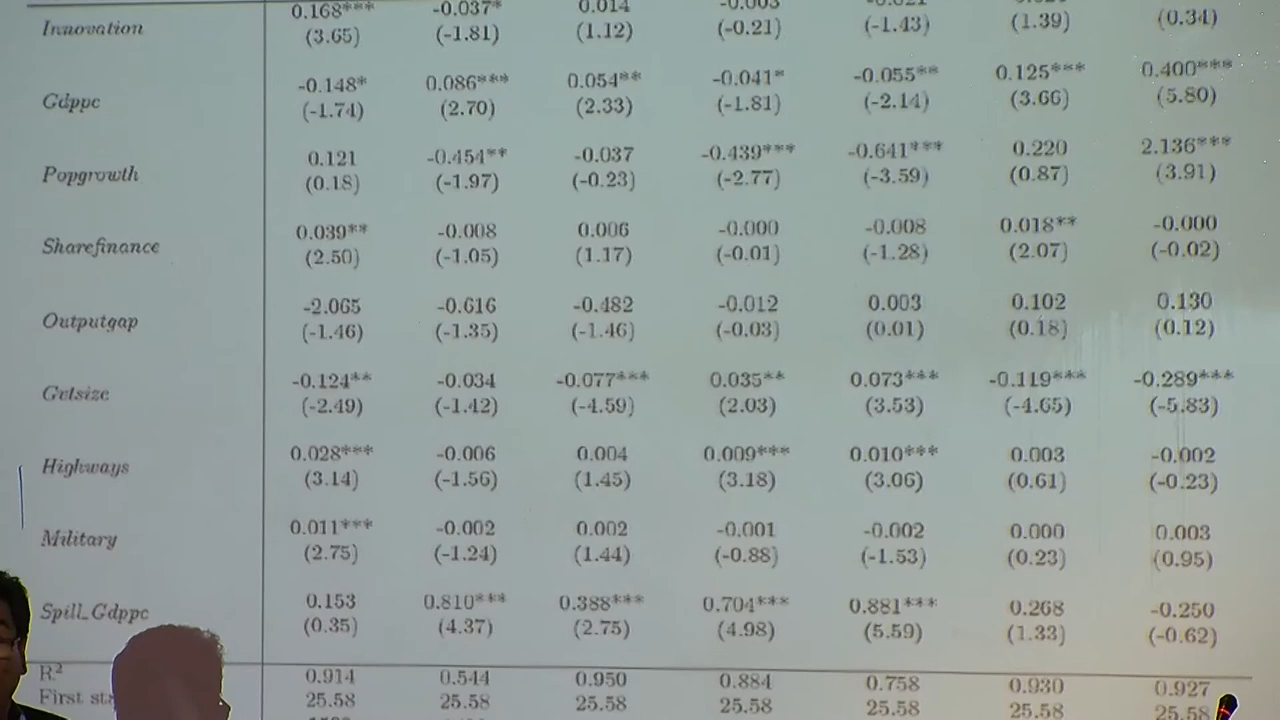 Innovation 0.168*** -0.037* 0.014
(3.65) (-1.81) (1.12) (-0.21) (-1.43) (1.39) (0.34)
Gdppc -0.148* 0.086*** 0.054** -0.041* -0.055** 0.125*** 0.400***
(-1.74) (2.70) (2.33) (-1.81) (-2.14) (3.66) (5.80)
Popgrowth 0.121 -0.454** -0.037 -0.439*** -0.641*** 0.220 2.136***
(0.18) (-1.97) (-0.23) (-2.77) (-3.59) (0.87) (3.91)
Sharefinance 0.039** -0.008 0.006 -0.000 -0.008 0.018** -0.000
(2.50) (-1.05) (1.17) (-0.01) (-1.28) (2.07) (-0.02)
Outputgap -2.065 -0.616 -0.482 -0.012 0.003 0.102 0.130
(-1.46) (-1.35) (-1.46) (-0.03) (0.01) (0.18) (0.12)
Gvtsize -0.124** -0.034 -0.077*** 0.035** 0.073*** -0.119*** -0.289***
(-2.49) (-1.42) (-4.59) (2.03) (3.53) (-4.65) (-5.83)
Highways 0.028*** -0.006 0.004 0.009*** 0.010*** 0.003 -0.002
(3.14) (-1.56) (1.45) (3.18) (3.06) (0.61) (-0.23)
Military 0.011*** -0.002 0.002 -0.001 -0.002 0.000 0.003
(2.75) (-1.24) (1.44) (-0.88) (-1.53) (0.23) (0.95)
Spill_Gdppc 0.153 0.810*** 0.388*** 0.704*** 0.881*** 0.268 -0.250
(0.35) (4.37) (2.75) (4.98) (5.59) (1.33) (-0.62)
R² 0.914 0.544 0.950 0.884 0.758 0.930 0.927
First 25.58 25.58 25.58 25.58 25.58 25.58 25.58